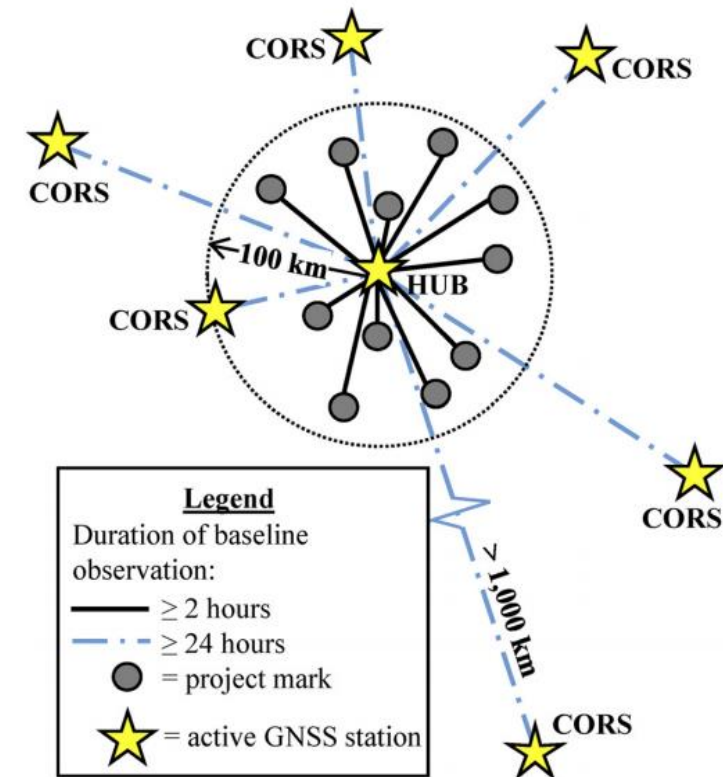 CORS
CORS
CORS
100 km
HUB
CORS
CORS
> 1,000 km
CORS
Legend
Duration of baseline
observation:
≥ 2 hours
≥ 24 hours
= project mark
= active GNSS station